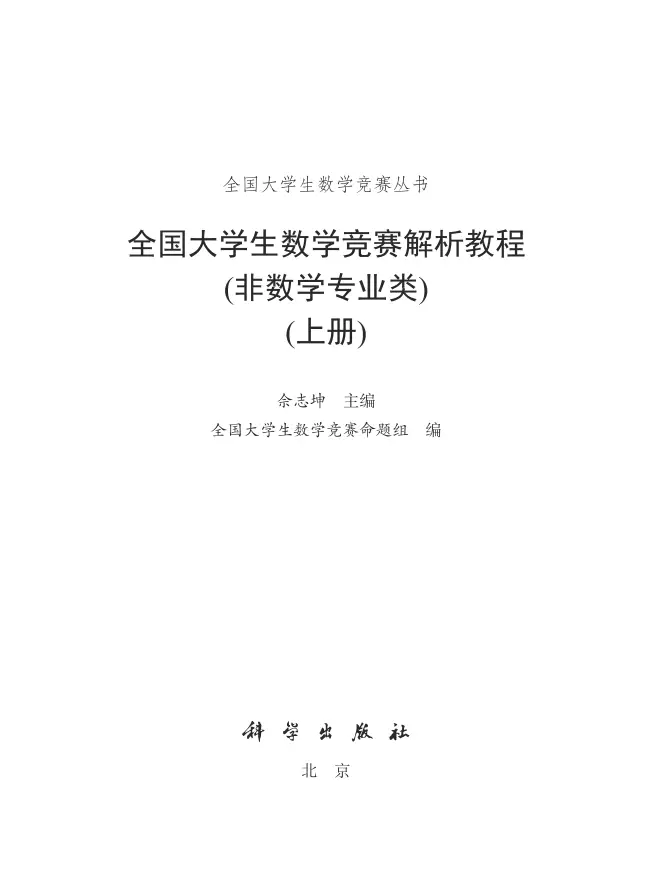 全国大学生数学竞赛丛书
全国大学生数学竞赛解析教程
(非数学专业类)
(上册)
佘志坤 主编
全国大学生数学竞赛命题组 编
科学出版社
北京